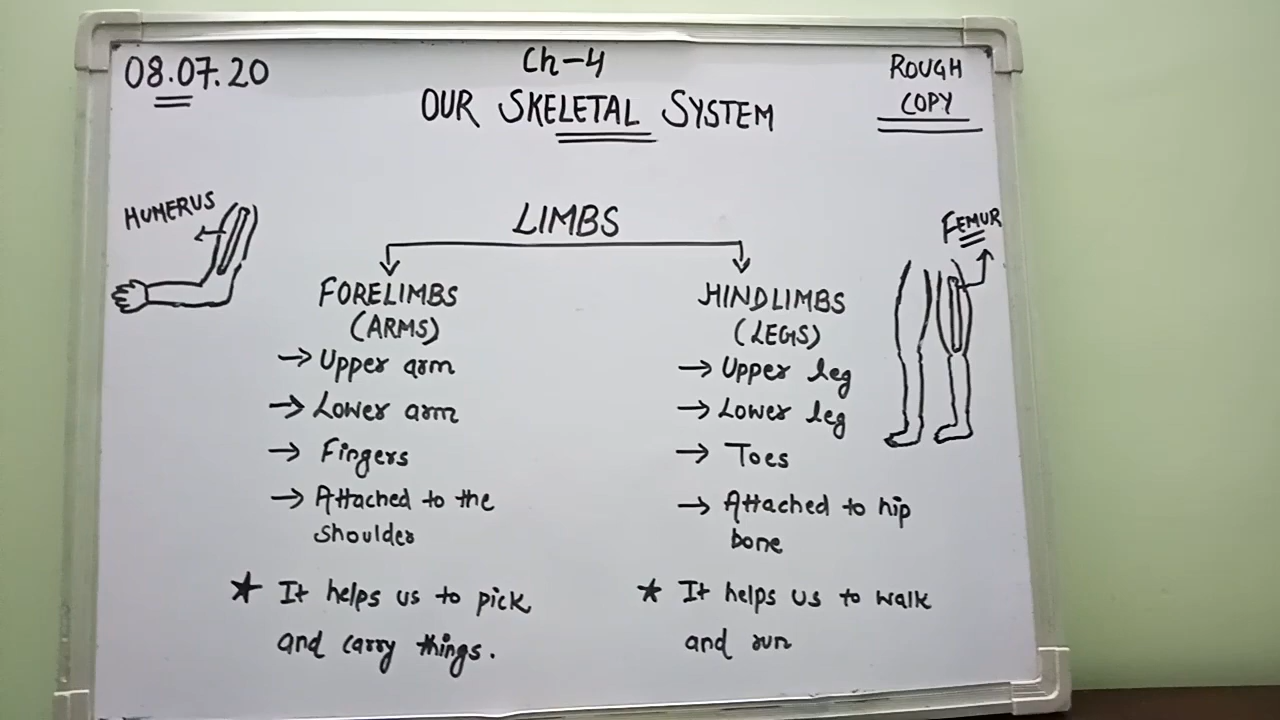 08.07.20
Ch-4
ROUGH
COPY
OUR SKELETAL SYSTEM
HUMERUS
LIMBS
FEMUR
FORELIMBS
(ARMS)
→ Upper arm
→ Lower arm
→ Fingers
→ Attached to the
shoulder
★ It helps us to pick
and carry things.
HINDLIMBS
(LEGS)
→ Upper leg
→ Lower leg
→ Toes
→ Attached to hip
bone
★ It helps us to walk
and run